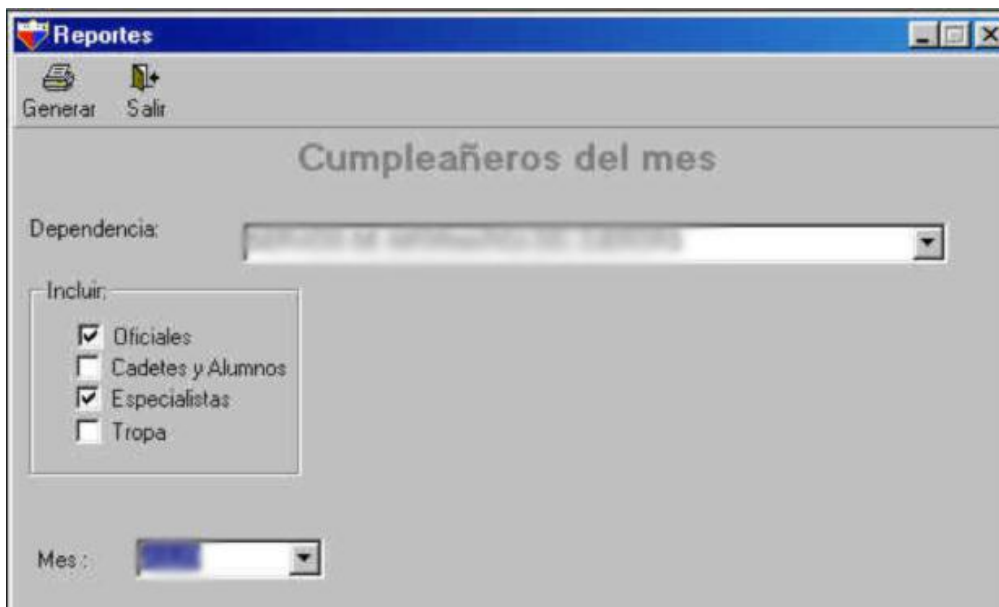 Reportes
Generar Salir
Cumpleañeros del mes
Dependencia:
Incluir:
Oficiales
Cadetes y Alumnos
Especialistas
Tropa
Mes :